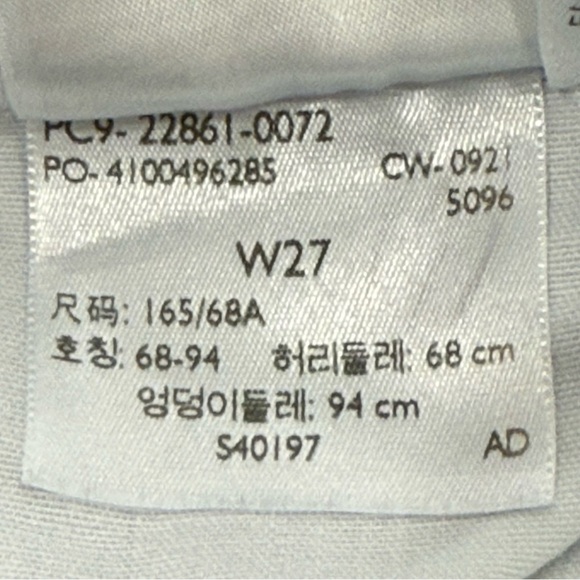 PC9-22861-0072
PO-4100496285 CW-0921
5096
W27
尺码: 165/68A
호칭: 68-94 허리둘레: 68 cm
엉덩이둘레: 94 cm
S40197 AD